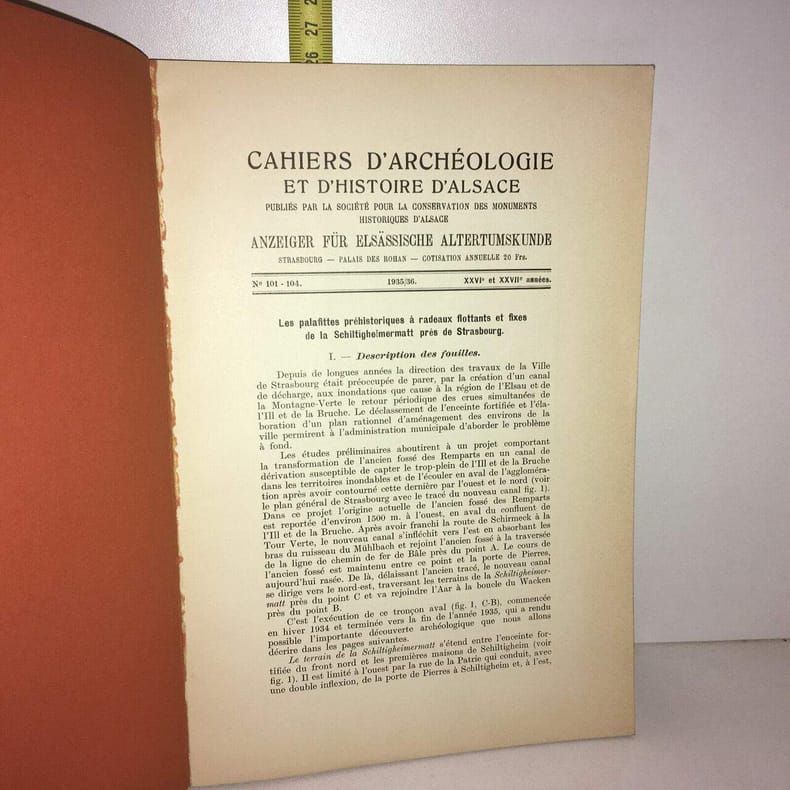 26 27 2
CAHIERS D'ARCHÉOLOGIE
ET D'HISTOIRE D'ALSACE
PUBLIÉS PAR LA SOCIÉTÉ POUR LA CONSERVATION DES MONUMENTS
HISTORIQUES D'ALSACE
ANZEIGER FÜR ELSÄSSISCHE ALTERTUMSKUNDE
STRASBOURG — PALAIS DES ROHAN — COTISATION ANNUELLE 20 Frs.
Nº 101 - 104. 1935/36. XXVIᵉ et XXVIIᵉ années.
Les palafittes préhistoriques à radeaux flottants et fixes
de la Schiltigheimermatt près de Strasbourg.
I. — Description des fouilles.
Depuis de longues années la direction des travaux de la Ville
de Strasbourg était préoccupée de parer, par la création d'un canal
de décharge, aux inondations que cause à la région de l'Elsau et de
la Montagne-Verte le retour périodique des crues simultanées de
l'Ill et de la Bruche. Le déclassement de l'enceinte fortifiée et l'éla-
boration d'un plan rationnel d'aménagement des environs de la
ville permirent à l'administration municipale d'aborder le problème
à fond.
Les études préliminaires aboutirent à un projet comportant
la transformation de l'ancien fossé des Remparts en un canal de
dérivation susceptible de capter le trop-plein de l'Ill et de la Bruche
dans les territoires inondables et de l'écouler en aval de l'aggloméra-
tion après avoir contourné cette dernière par l'ouest et le nord (voir
le plan général de Strasbourg avec le tracé du nouveau canal fig. 1).
Dans ce projet l'origine actuelle de l'ancien fossé des Remparts
est reportée d'environ 1500 m. à l'ouest, en aval du confluent de
l'Ill et de la Bruche. Après avoir franchi la route de Schirmeck à la
Tour Verte, le nouveau canal s'infléchit vers l'est en absorbant les
bras du ruisseau du Mühlbach et rejoint l'ancien fossé à la traversée
de la ligne de chemin de fer de Bâle près du point A. Le cours de
l'ancien fossé est maintenu entre ce point et la porte de Pierres,
aujourd'hui rasée. De là, délaissant l'ancien tracé, le nouveau canal
se dirige vers le nord-est, traversant les terrains de la Schiltigheimer-
matt près du point C et va rejoindre l'Aar à la boucle du Wacken
près du point B.
C'est l'exécution de ce tronçon aval (fig. 1, C-B), commencée
en hiver 1934 et terminée vers la fin de l'année 1935, qui a rendu
possible l'importante découverte archéologique que nous allons
décrire dans les pages suivantes.
Le terrain de la Schiltigheimermatt s'étend entre l'enceinte for-
tifiée du front nord et les premières maisons de Schiltigheim (voir
fig. 1). Il est limité à l'ouest par la rue de la Patrie qui conduit, avec
une double inflexion, de la porte de Pierres à Schiltigheim et, à l'est,